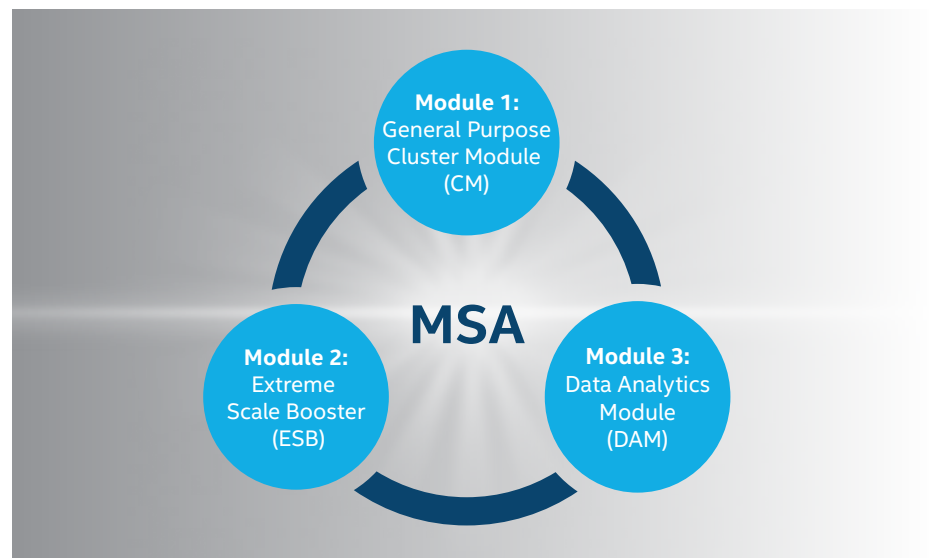 Module 1:
General Purpose
Cluster Module
(CM)
MSA
Module 2:
Extreme
Scale Booster
(ESB)
Module 3:
Data Analytics
Module
(DAM)